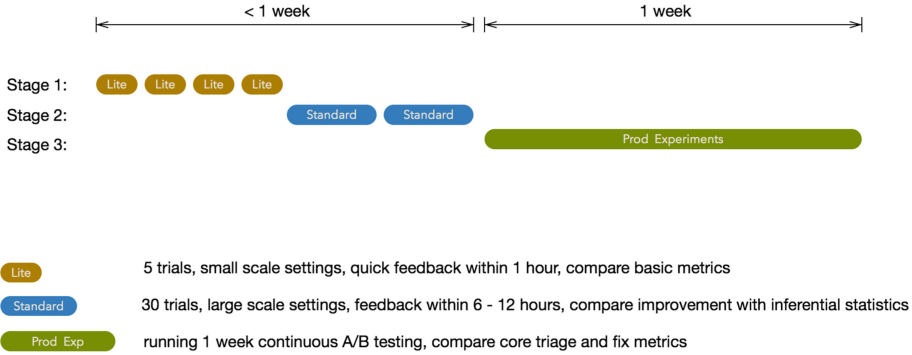 < 1 week 1 week
Stage 1: Lite Lite Lite Lite
Stage 2: Standard Standard
Stage 3: Prod Experiments
Lite 5 trials, small scale settings, quick feedback within 1 hour, compare basic metrics
Standard 30 trials, large scale settings, feedback within 6 - 12 hours, compare improvement with inferential statistics
Prod Exp running 1 week continuous A/B testing, compare core triage and fix metrics